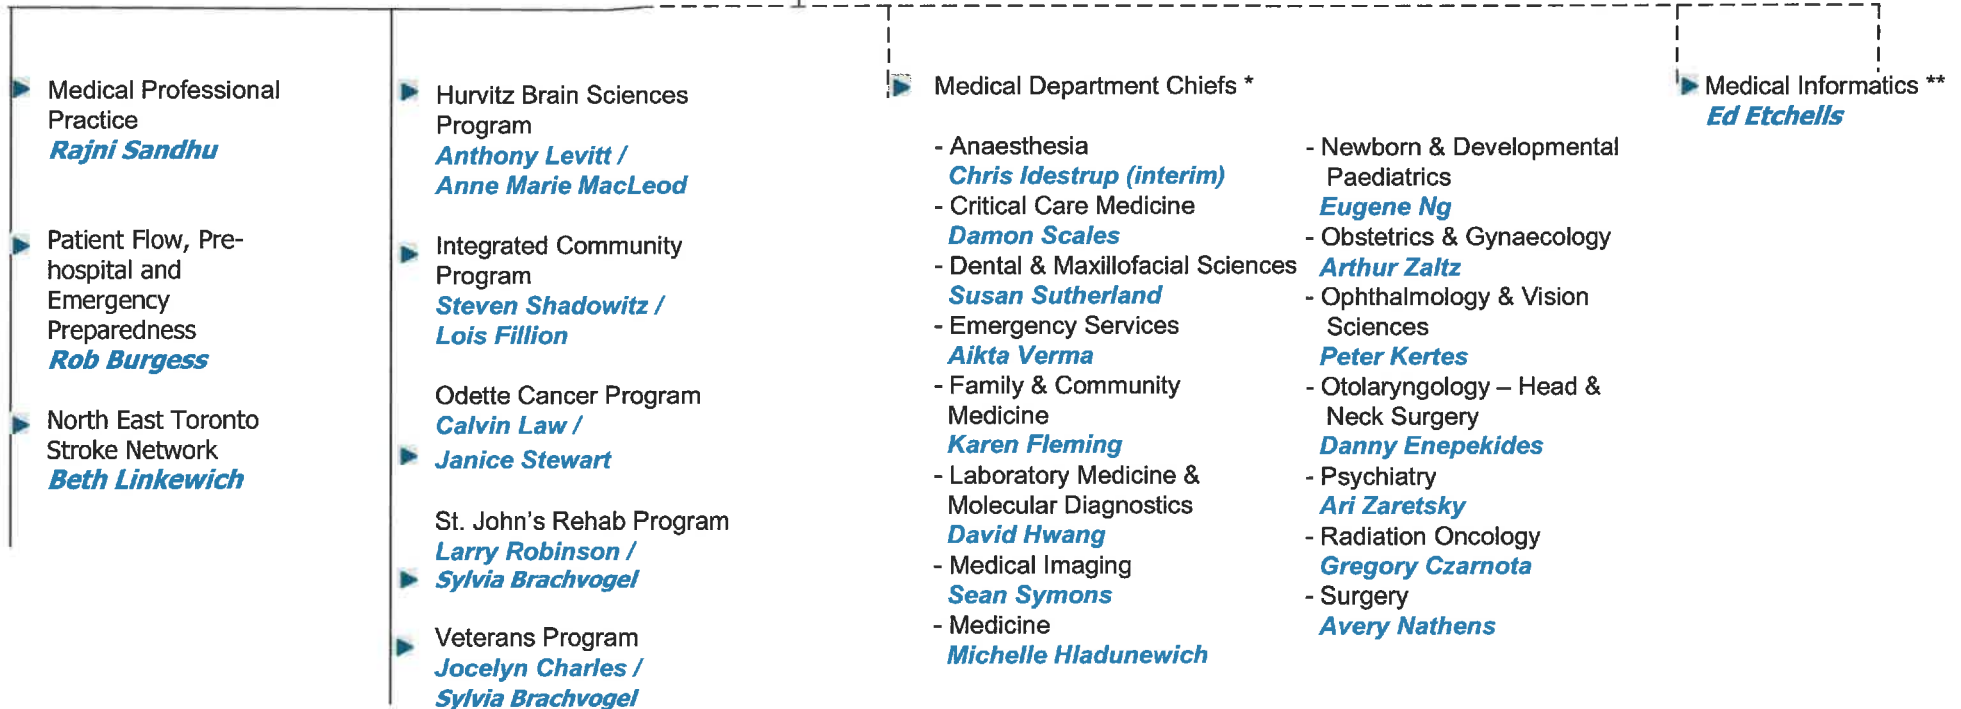 Medical Professional
Practice
Rajni Sandhu
Patient Flow, Pre-
hospital and
Emergency
Preparedness
Rob Burgess
North East Toronto
Stroke Network
Beth Linkewich
Hurvitz Brain Sciences
Program
Anthony Levitt /
Anne Marie MacLeod
Integrated Community
Program
Steven Shadowitz /
Lois Fillion
Odette Cancer Program
Calvin Law /
Janice Stewart
St. John's Rehab Program
Larry Robinson /
Sylvia Brachvogel
Veterans Program
Jocelyn Charles /
Sylvia Brachvogel
Medical Department Chiefs *
- Anaesthesia
Chris Idestrup (interim)
- Critical Care Medicine
Damon Scales
- Dental & Maxillofacial Sciences
Susan Sutherland
- Emergency Services
Aikta Verma
- Family & Community
Medicine
Karen Fleming
- Laboratory Medicine &
Molecular Diagnostics
David Hwang
- Medical Imaging
Sean Symons
- Medicine
Michelle Hladunewich
- Newborn & Developmental
Paediatrics
Eugene Ng
- Obstetrics & Gynaecology
Arthur Zaltz
- Ophthalmology & Vision
Sciences
Peter Kertes
- Otolaryngology – Head &
Neck Surgery
Danny Enepekides
- Psychiatry
Ari Zaretsky
- Radiation Oncology
Gregory Czarnota
- Surgery
Avery Nathens
Medical Informatics **
Ed Etchells